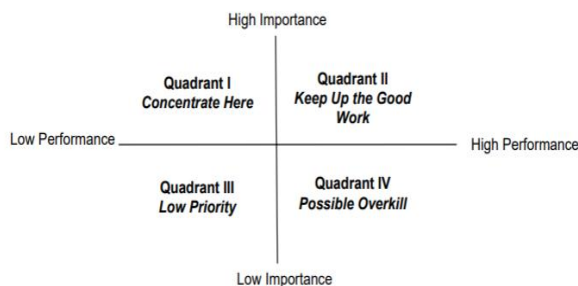 High Importance
Quadrant I
Concentrate Here
Quadrant II
Keep Up the Good
Work
Low Performance
High Performance
Quadrant III
Low Priority
Quadrant IV
Possible Overkill
Low Importance